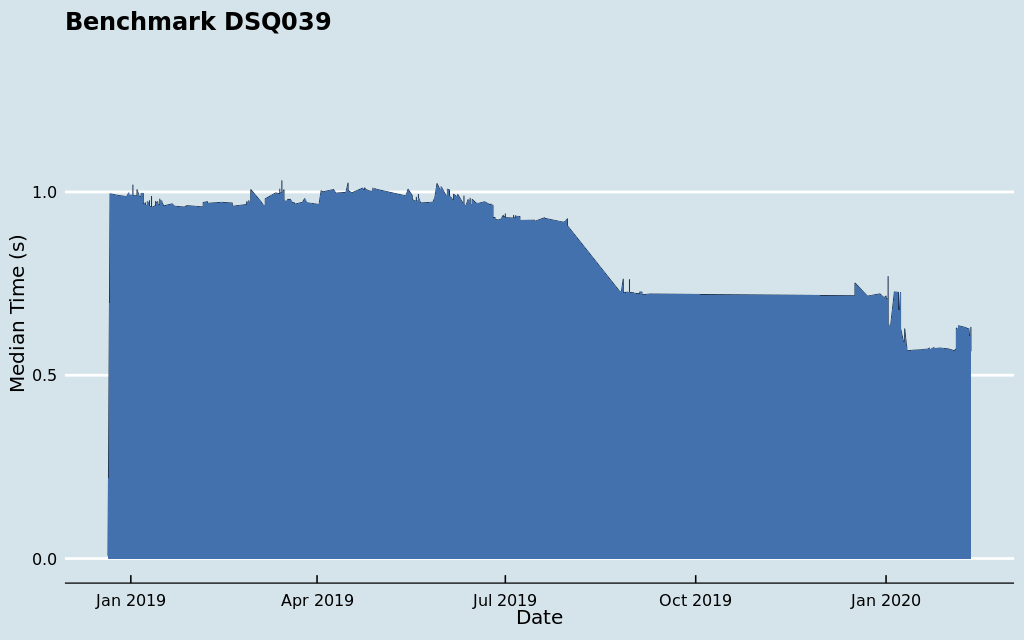 Benchmark DSQ039
Median Time (s)
1.0
0.5
0.0
Jan 2019
Apr 2019
Jul 2019
Oct 2019
Jan 2020
Date